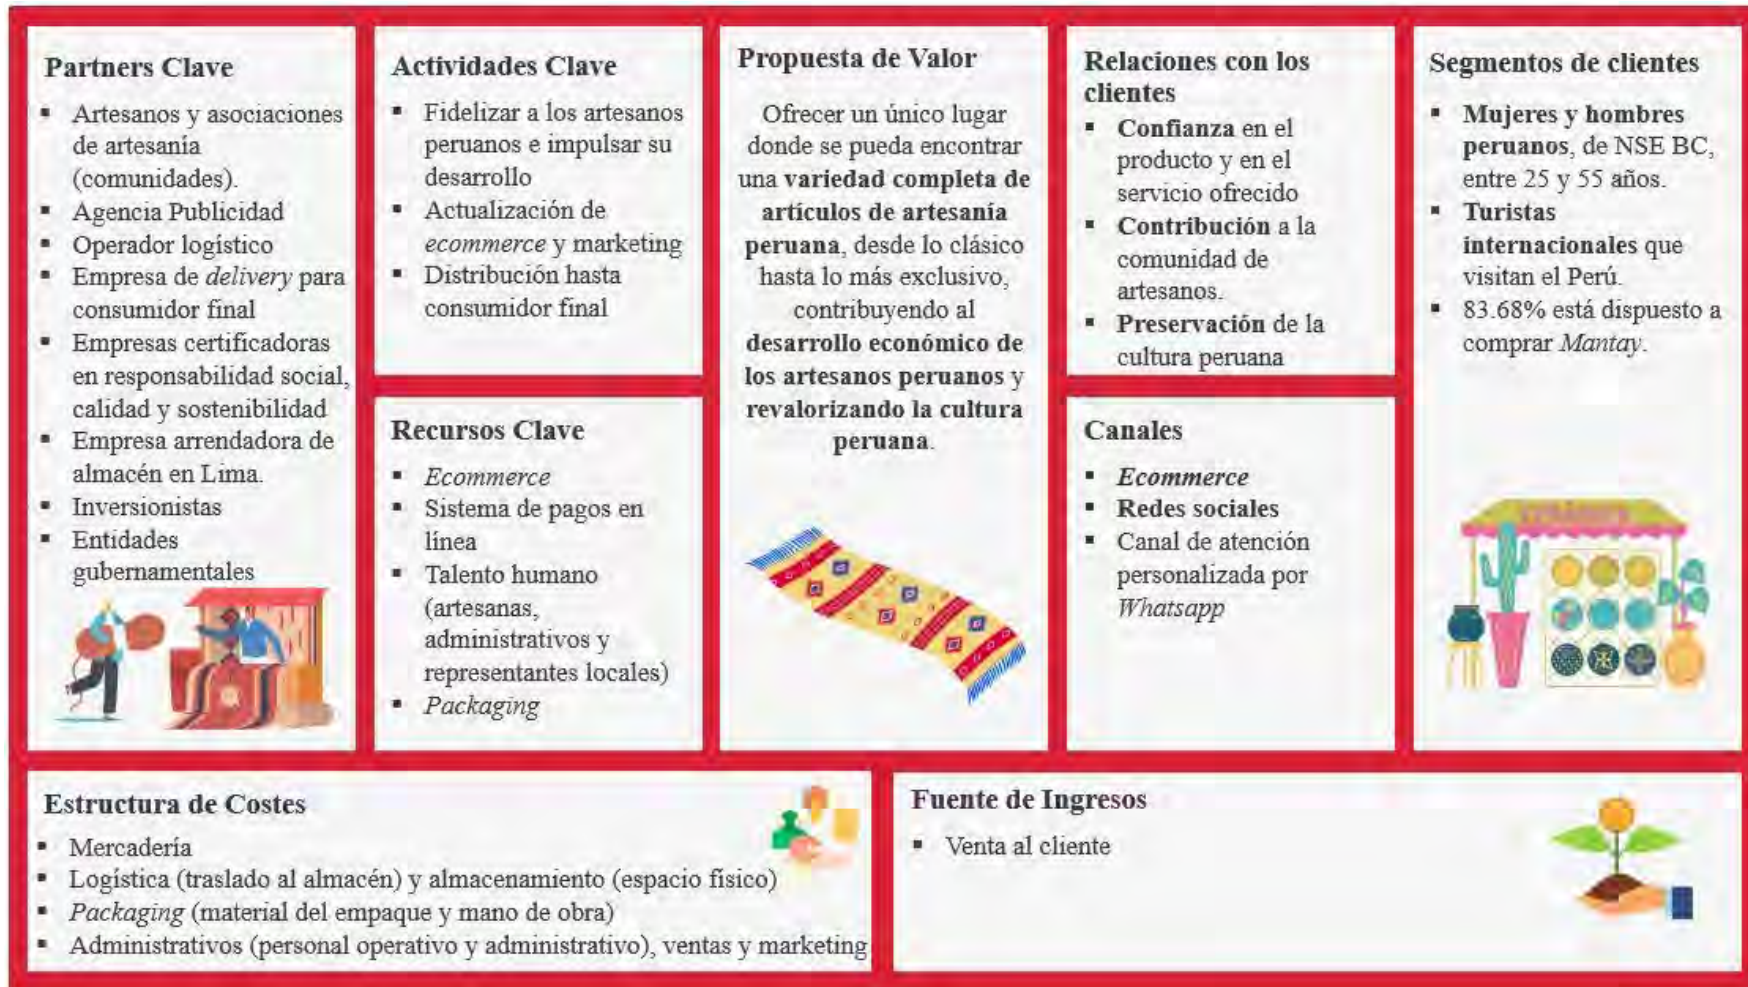 Partners Clave
▪ Artesanos y asociaciones
de artesanía
(comunidades).
▪ Agencia Publicidad
▪ Operador logístico
▪ Empresa de delivery para
consumidor final
▪ Empresas certificadoras
en responsabilidad social,
calidad y sostenibilidad
▪ Empresa arrendadora de
almacén en Lima.
▪ Inversionistas
▪ Entidades
gubernamentales
Actividades Clave
▪ Fidelizar a los artesanos
peruanos e impulsar su
desarrollo
▪ Actualización de
ecommerce y marketing
▪ Distribución hasta
consumidor final
Recursos Clave
▪ Ecommerce
▪ Sistema de pagos en
línea
▪ Talento humano
(artesanas,
administrativos y
representantes locales)
▪ Packaging
Propuesta de Valor
Ofrecer un único lugar
donde se pueda encontrar
una variedad completa de
artículos de artesanía
peruana, desde lo clásico
hasta lo más exclusivo,
contribuyendo al
desarrollo económico de
los artesanos peruanos y
revalorizando la cultura
peruana.
Relaciones con los
clientes
▪ Confianza en el
producto y en el
servicio ofrecido
▪ Contribución a la
comunidad de
artesanos.
▪ Preservación de la
cultura peruana
Canales
▪ Ecommerce
▪ Redes sociales
▪ Canal de atención
personalizada por
Whatsapp
Segmentos de clientes
▪ Mujeres y hombres
peruanos, de NSE BC,
entre 25 y 55 años.
▪ Turistas
internacionales que
visitan el Perú.
▪ 83.68% está dispuesto a
comprar Mantay.
Estructura de Costes
▪ Mercadería
▪ Logística (traslado al almacén) y almacenamiento (espacio físico)
▪ Packaging (material del empaque y mano de obra)
▪ Administrativos (personal operativo y administrativo), ventas y marketing
Fuente de Ingresos
▪ Venta al cliente